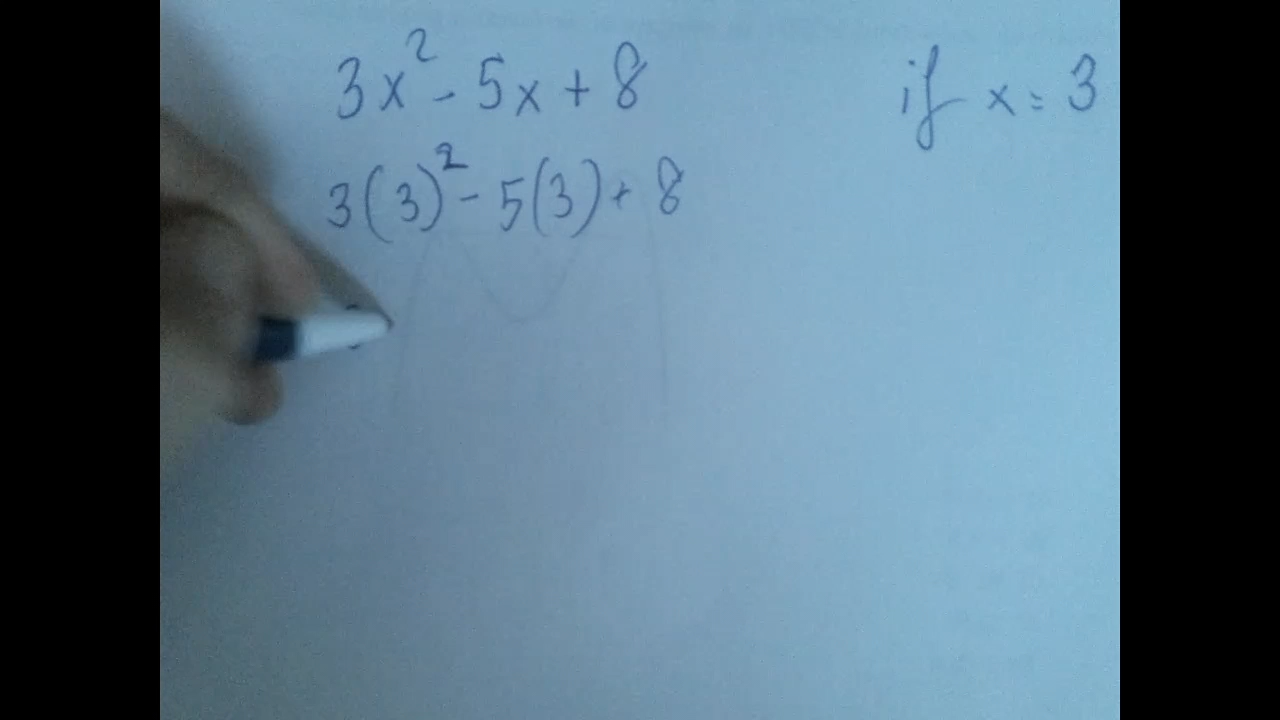 3x² - 5x + 8 if x = 3
3(3)² - 5(3) + 8